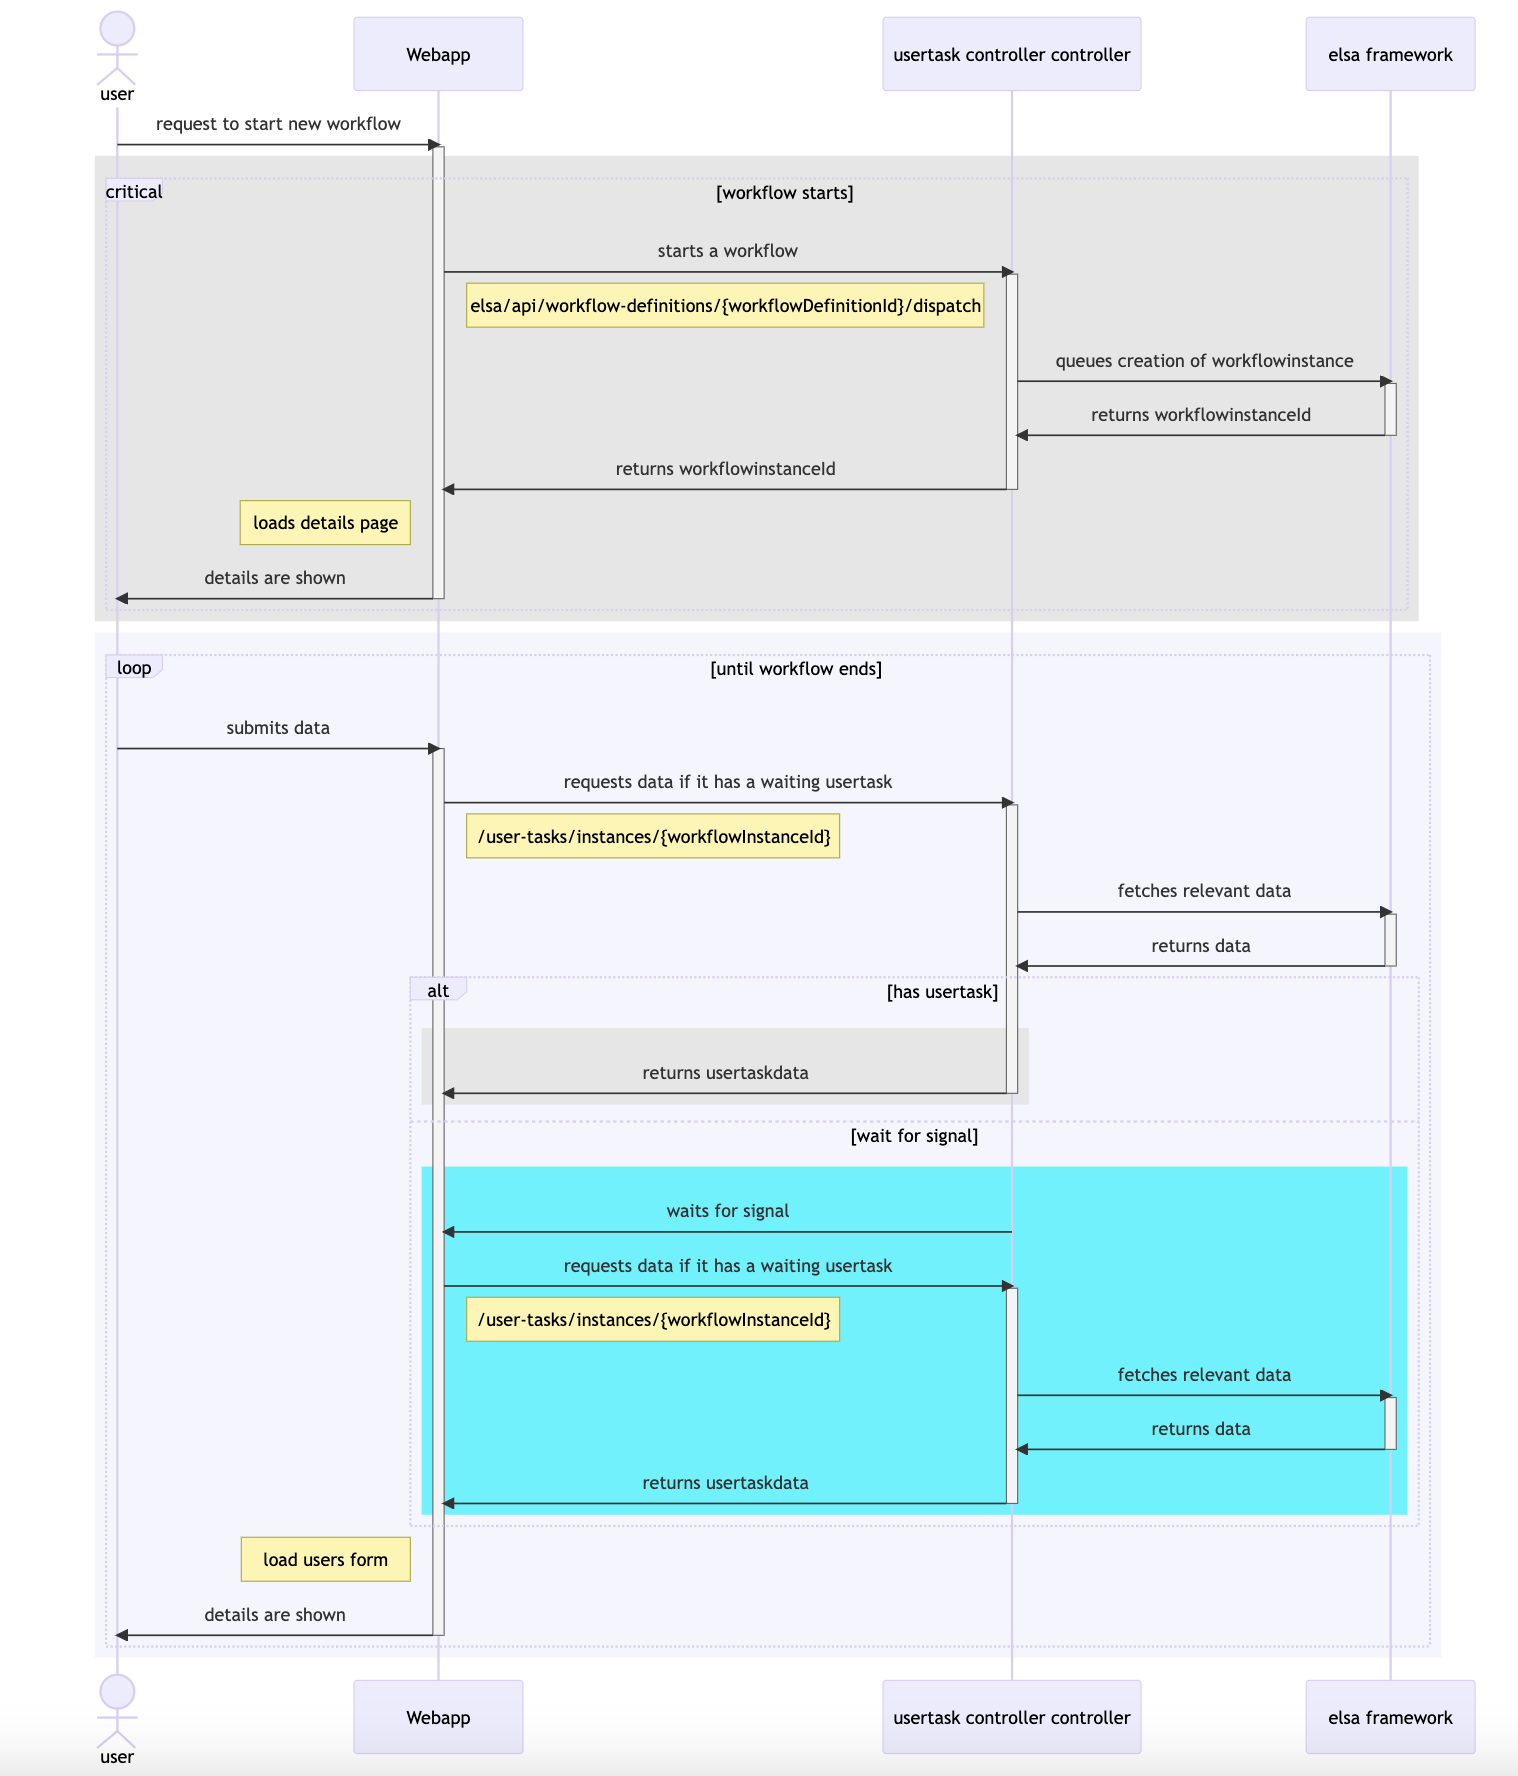 user
Webapp
usertask controller controller
elsa framework
request to start new workflow
critical
[workflow starts]
starts a workflow
elsa/api/workflow-definitions/{workflowDefinitionId}/dispatch
queues creation of workflowinstance
returns workflowinstanceId
returns workflowinstanceId
loads details page
details are shown
loop
[until workflow ends]
submits data
requests data if it has a waiting usertask
/user-tasks/instances/{workflowInstanceId}
fetches relevant data
returns data
alt
[has usertask]
returns usertaskdata
[wait for signal]
waits for signal
requests data if it has a waiting usertask
/user-tasks/instances/{workflowInstanceId}
fetches relevant data
returns data
returns usertaskdata
load users form
details are shown
user
Webapp
usertask controller controller
elsa framework